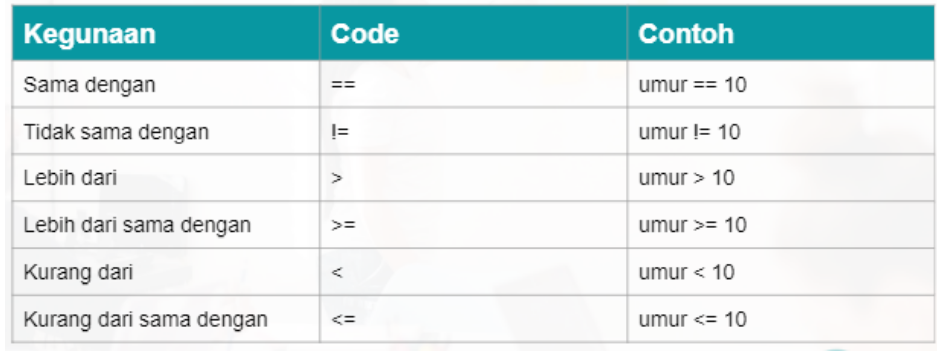 Kegunaan Code Contoh
Sama dengan == umur == 10
Tidak sama dengan != umur != 10
Lebih dari > umur > 10
Lebih dari sama dengan >= umur >= 10
Kurang dari < umur < 10
Kurang dari sama dengan <= umur <= 10